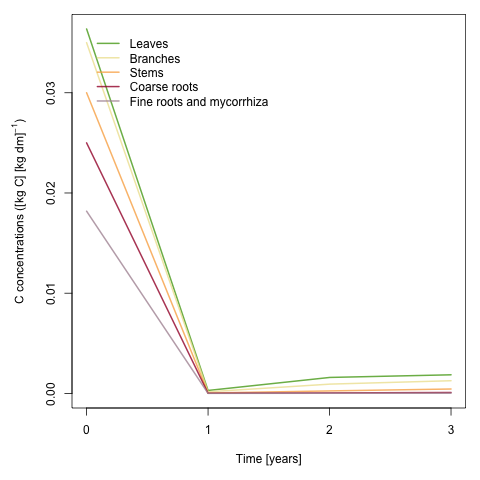 Leaves
Branches
Stems
Coarse roots
Fine roots and mycorrhiza
C concentrations ([kg C] [kg dm]⁻¹)
0.03
0.02
0.01
0.00
0 1 2 3
Time [years]